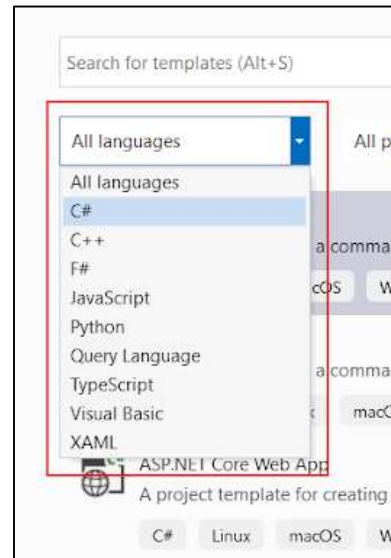 Search for templates (Alt+S)
All languages
All p
All languages
C#
C++
a comma
F#
cOS
W
JavaScript
Python
Query Language
a comma
TypeScript
Visual Basic
macO
XAML
ASP.NET Core Web App
A project template for creating
C# Linux macOS W